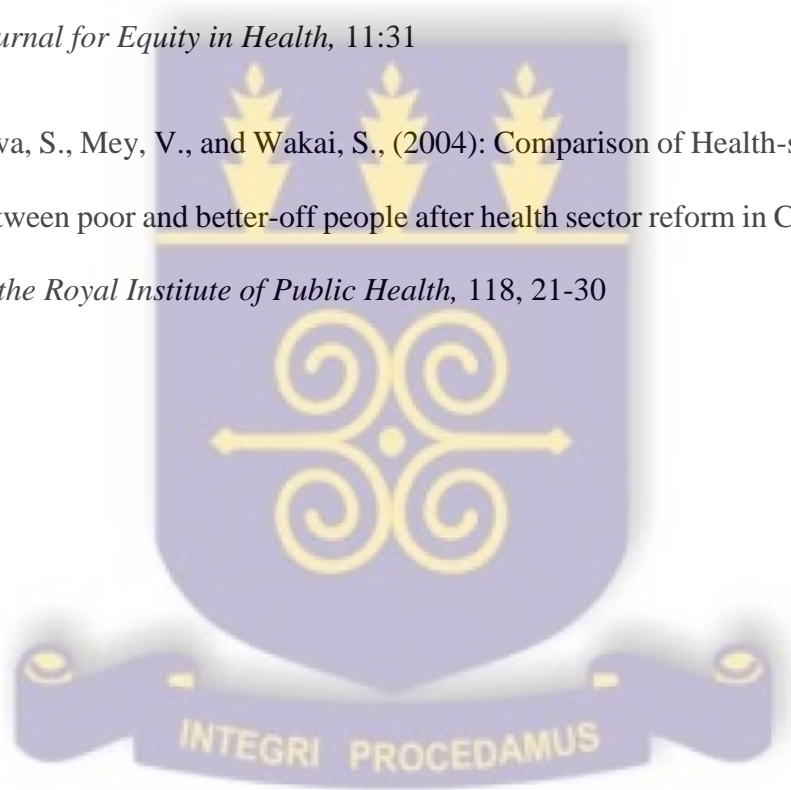 urnal for Equity in Health, 11:31
va, S., Mey, V., and Wakai, S., (2004): Comparison of Health-s
tween poor and better-off people after health sector reform in C
the Royal Institute of Public Health, 118, 21-30
INTEGRI PROCEDAMUS